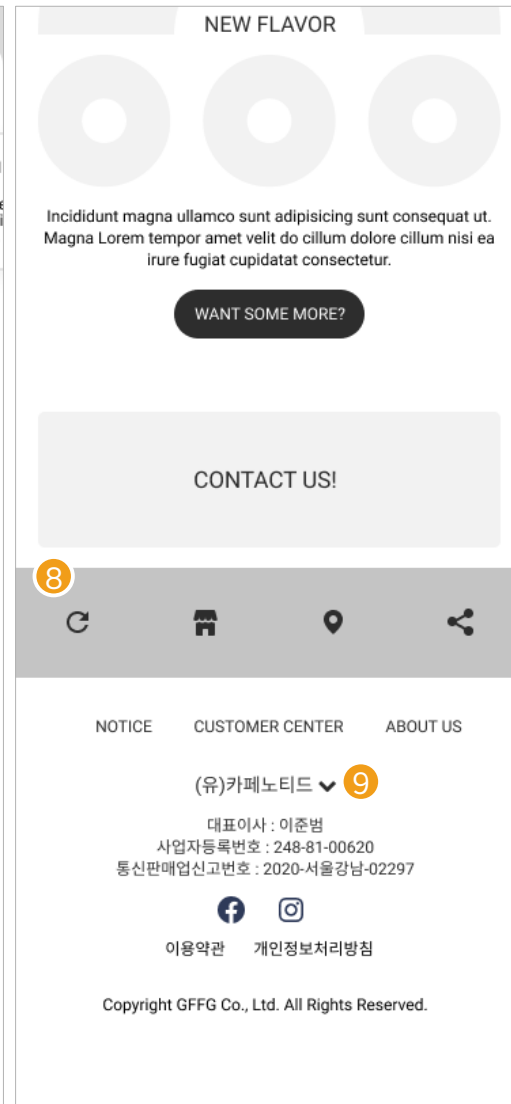 NEW FLAVOR
Incididunt magna ullamco sunt adipisicing sunt consequat ut.
Magna Lorem tempor amet velit do cillum dolore cillum nisi ea
irure fugiat cupidatat consectetur.
WANT SOME MORE?
CONTACT US!
8
NOTICE CUSTOMER CENTER ABOUT US
(유)카페노티드 9
대표이사 : 이준범
사업자등록번호 : 248-81-00620
통신판매업신고번호 : 2020-서울강남-02297
이용약관 개인정보처리방침
Copyright GFFG Co., Ltd. All Rights Reserved.